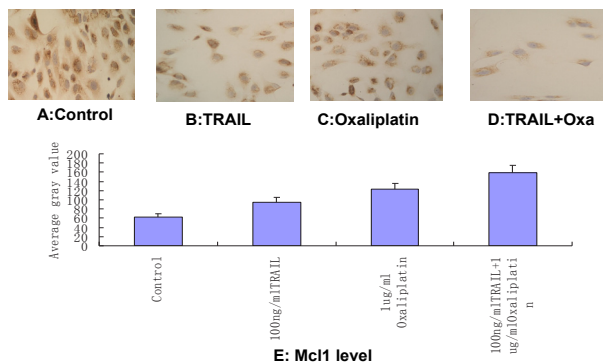 A:Control
B:TRAIL
C:Oxaliplatin
D:TRAIL+Oxa
Average gray value
200
180
160
140
120
100
80
60
40
20
0
Control
100ng/mlTRAIL
1ug/ml
Oxaliplatin
100ng/mlTRAIL+1
ug/mlOxaliplati
n
E: Mcl1 level